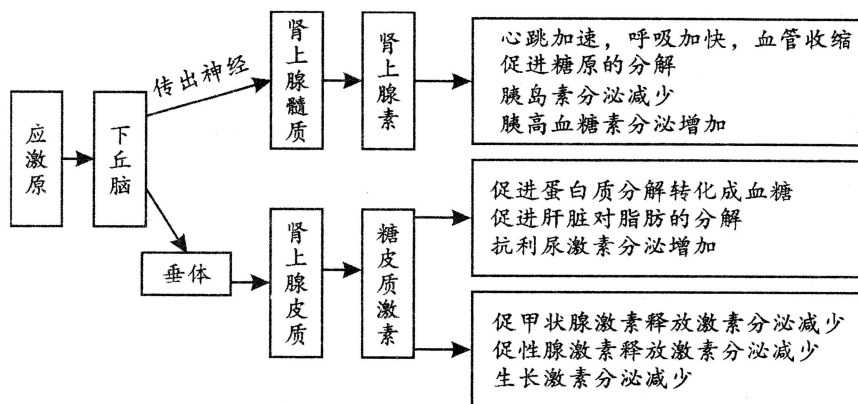 应激原
下丘脑
传出神经
肾上腺髓质
肾上腺素
心跳加速，呼吸加快，血管收缩
促进糖原的分解
胰岛素分泌减少
胰高血糖素分泌增加
垂体
肾上腺皮质
糖皮质激素
促进蛋白质分解转化成血糖
促进肝脏对脂肪的分解
抗利尿激素分泌增加
促甲状腺激素释放激素分泌减少
促性腺激素释放激素分泌减少
生长激素分泌减少